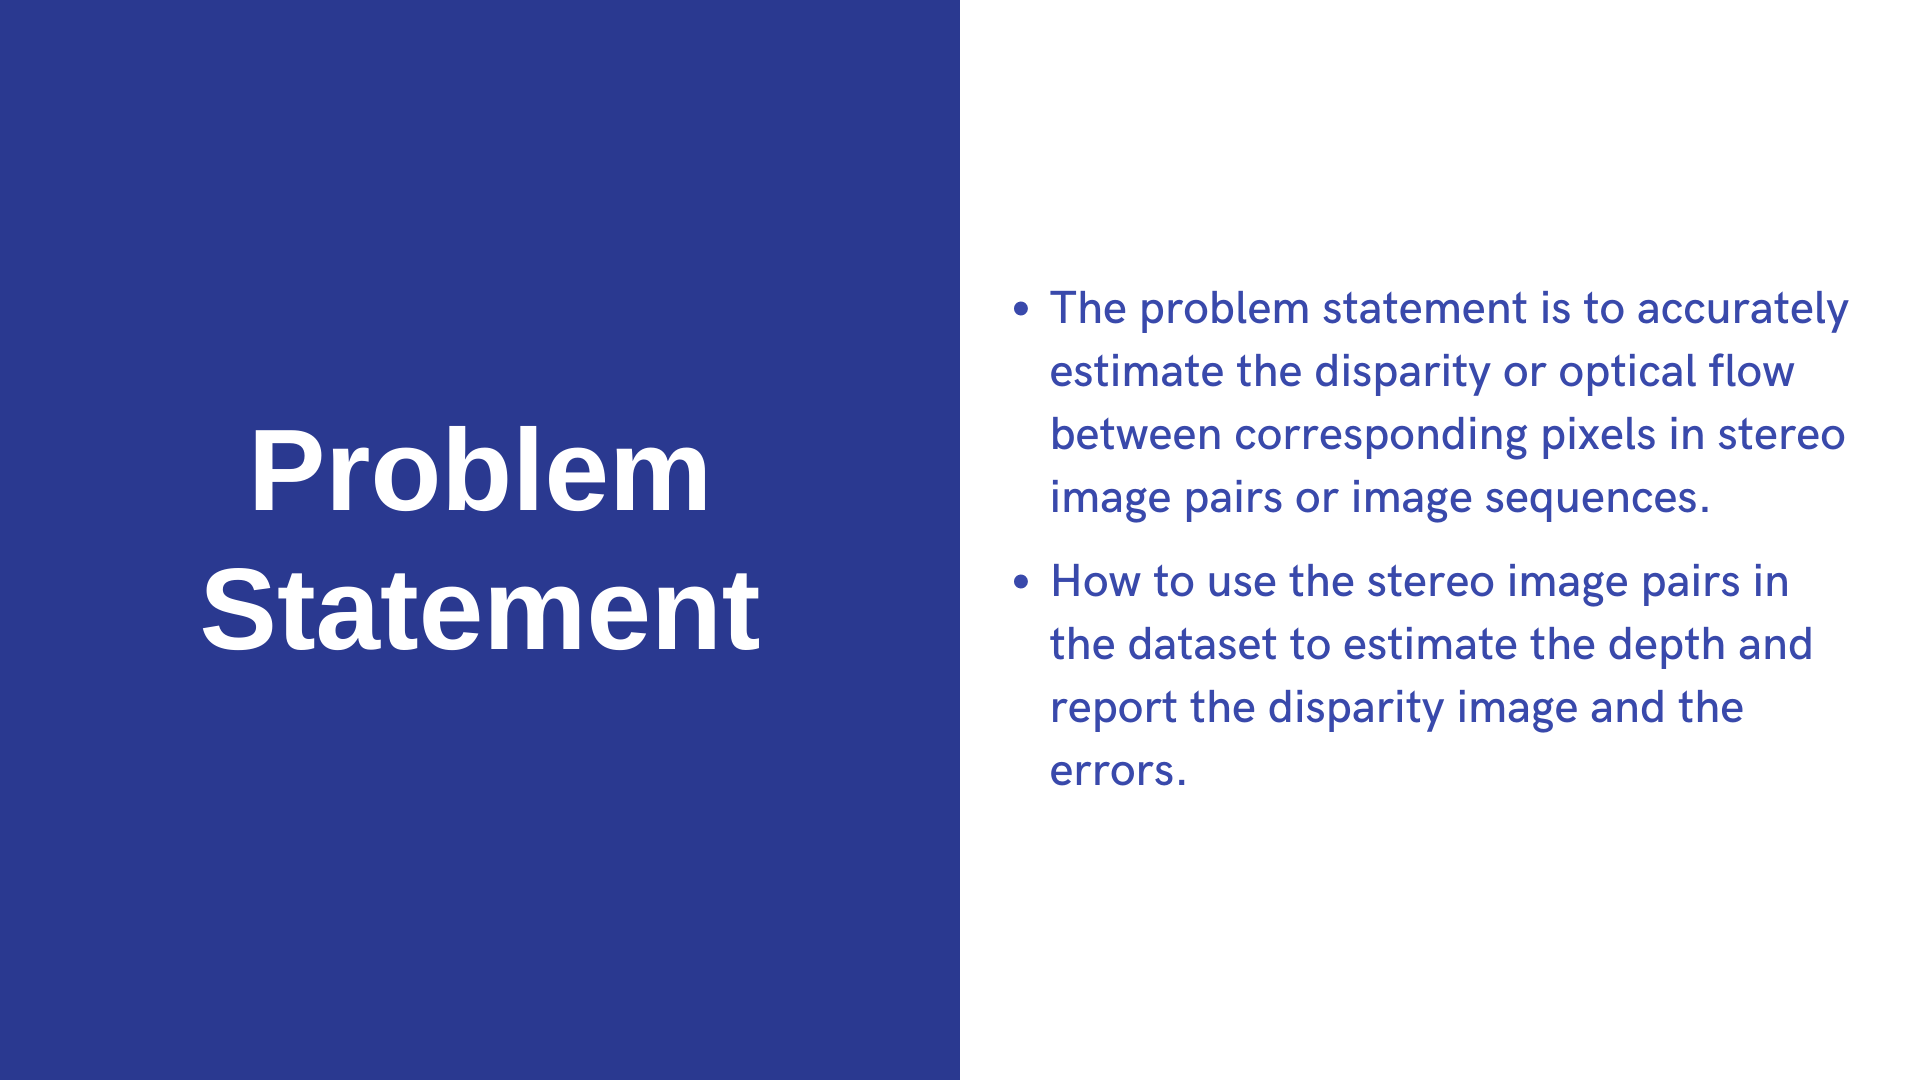 Problem
Statement
• The problem statement is to accurately
estimate the disparity or optical flow
between corresponding pixels in stereo
image pairs or image sequences.
• How to use the stereo image pairs in
the dataset to estimate the depth and
report the disparity image and the
errors.